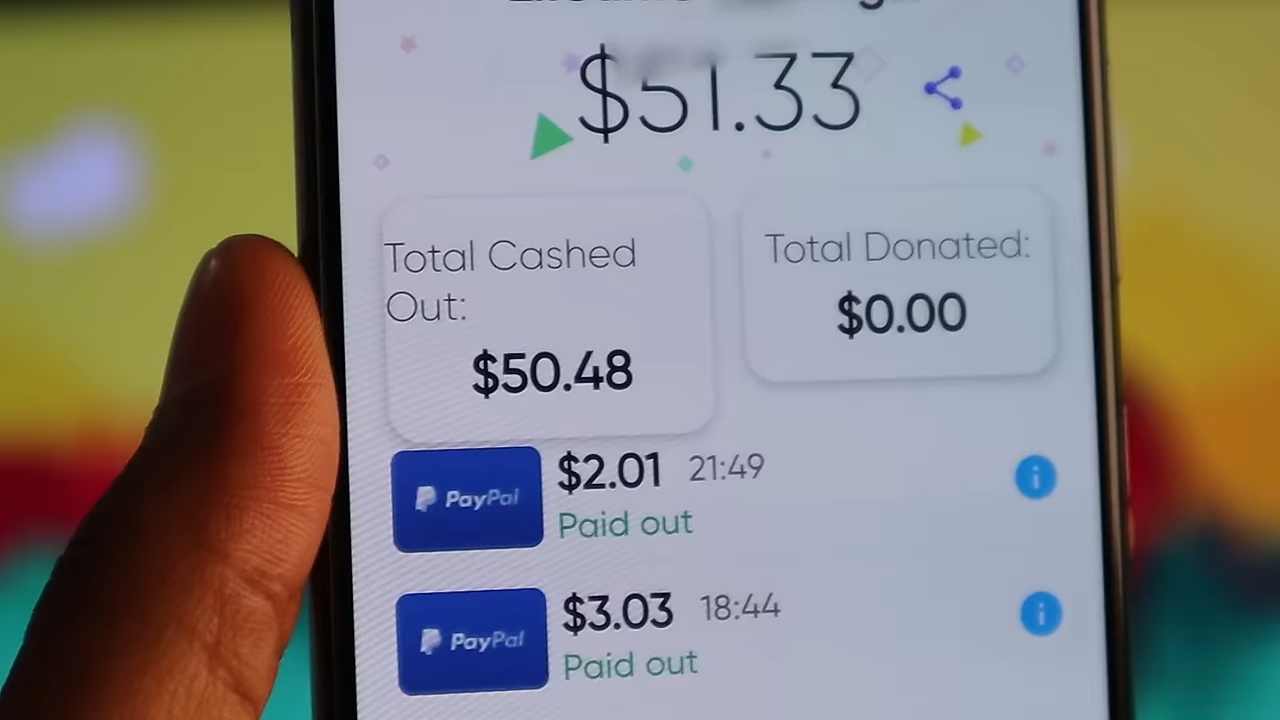 $51.33
Total Cashed
Out:
$50.48
Total Donated:
$0.00
PayPal
$2.01 21:49
Paid out
PayPal
$3.03 18:44
Paid out